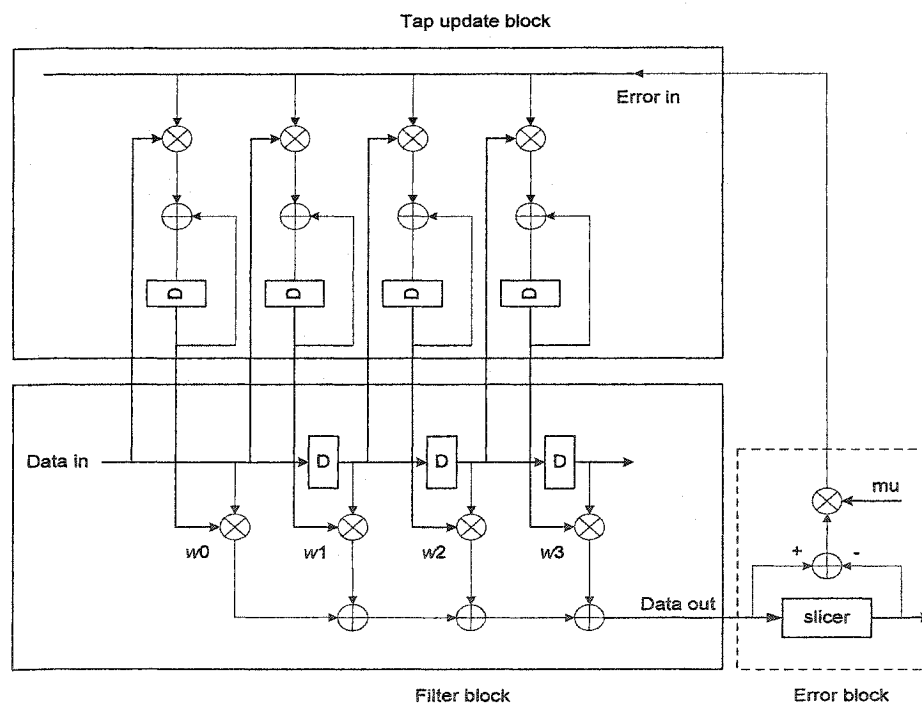 Tap update block
Error in
D D D D
Data in
D D D
mu
w0 w1 w2 w3
+ -
Data out
slicer
Filter block
Error block